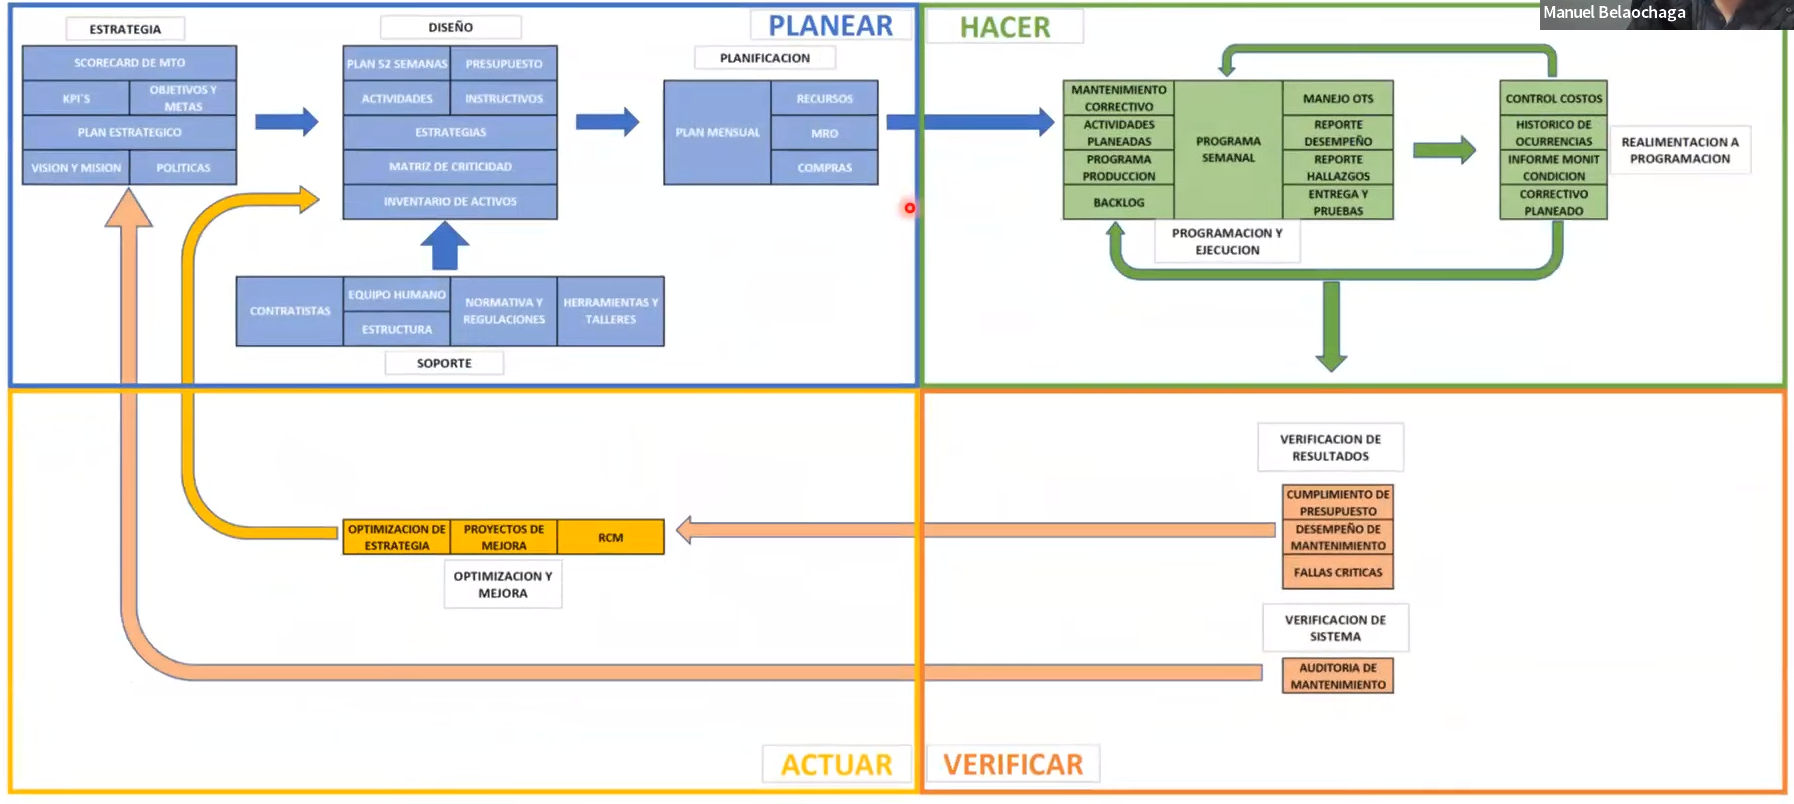 Manuel Belaochaga
PLANEAR
ESTRATEGIA
SCORECARD DE MTO
KPI´S
OBJETIVOS Y
METAS
PLAN ESTRATEGICO
VISION Y MISION
POLITICAS
DISEÑO
PLAN 52 SEMANAS
PRESUPUESTO
ACTIVIDADES
INSTRUCTIVOS
ESTRATEGIAS
MATRIZ DE CRITICIDAD
INVENTARIO DE ACTIVOS
PLANIFICACION
PLAN MENSUAL
RECURSOS
MRO
COMPRAS
CONTRATISTAS
EQUIPO HUMANO
ESTRUCTURA
NORMATIVA Y
REGULACIONES
HERRAMIENTAS Y
TALLERES
SOPORTE
HACER
MANTENIMIENTO
CORRECTIVO
ACTIVIDADES
PLANEADAS
PROGRAMA
PRODUCCION
BACKLOG
PROGRAMA
SEMANAL
MANEJO OTS
REPORTE
DESEMPEÑO
REPORTE
HALLAZGOS
ENTREGA Y
PRUEBAS
PROGRAMACION Y
EJECUCION
CONTROL COSTOS
HISTORICO DE
OCURRENCIAS
INFORME MONIT
CONDICION
CORRECTIVO
PLANEADO
REALIMENTACION A
PROGRAMACION
OPTIMIZACION DE
ESTRATEGIA
PROYECTOS DE
MEJORA
RCM
OPTIMIZACION Y
MEJORA
ACTUAR
VERIFICACION DE
RESULTADOS
CUMPLIMIENTO DE
PRESUPUESTO
DESEMPEÑO DE
MANTENIMIENTO
FALLAS CRITICAS
VERIFICACION DE
SISTEMA
AUDITORIA DE
MANTENIMIENTO
VERIFICAR